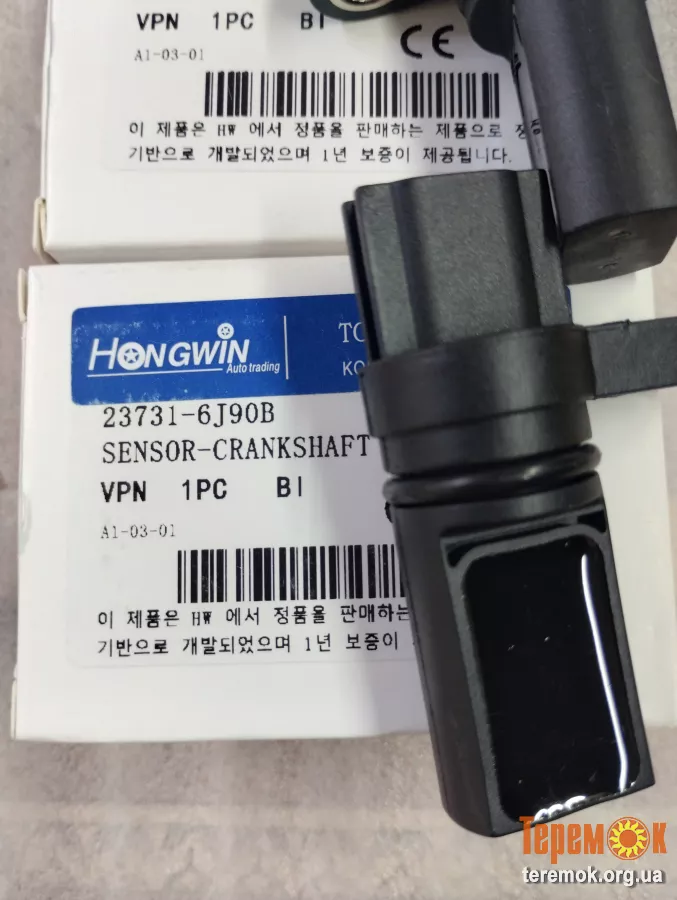 VPN 1PC BI
CE
A1-03-01
이 제품은 HW 에서 정품을 판매하는 제품으로
기반으로 개발되었으며 1년 보증이 제공됩니다.
HONGWIN
Auto trading
23731-6J90B
SENSOR-CRANKSHAFT
VPN 1PC BI
A1-03-01
이 제품은 HW 에서 정품을 판매하는
기반으로 개발되었으며 1년 보증이
ТеремОк
teremok.org.ua